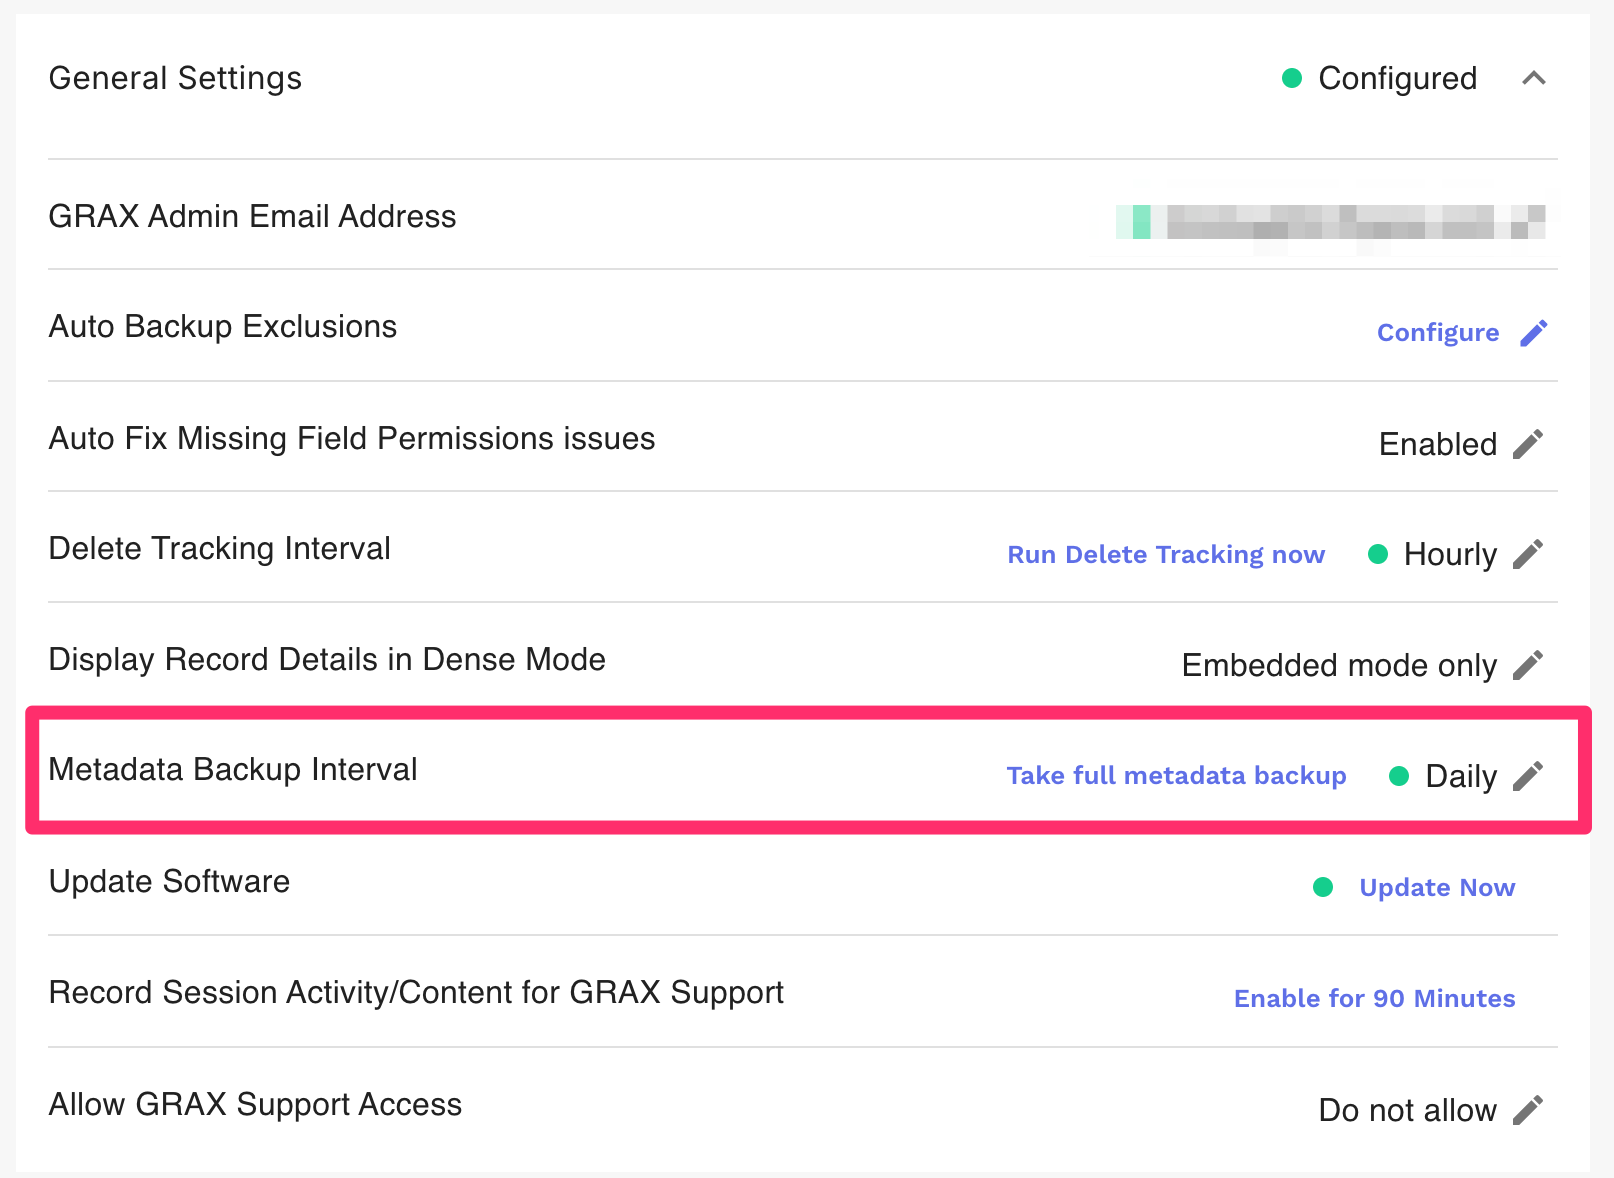 General Settings
Configured
GRAX Admin Email Address
Auto Backup Exclusions
Configure
Auto Fix Missing Field Permissions issues
Enabled
Delete Tracking Interval
Run Delete Tracking now
Hourly
Display Record Details in Dense Mode
Embedded mode only
Metadata Backup Interval
Take full metadata backup
Daily
Update Software
Update Now
Record Session Activity/Content for GRAX Support
Enable for 90 Minutes
Allow GRAX Support Access
Do not allow